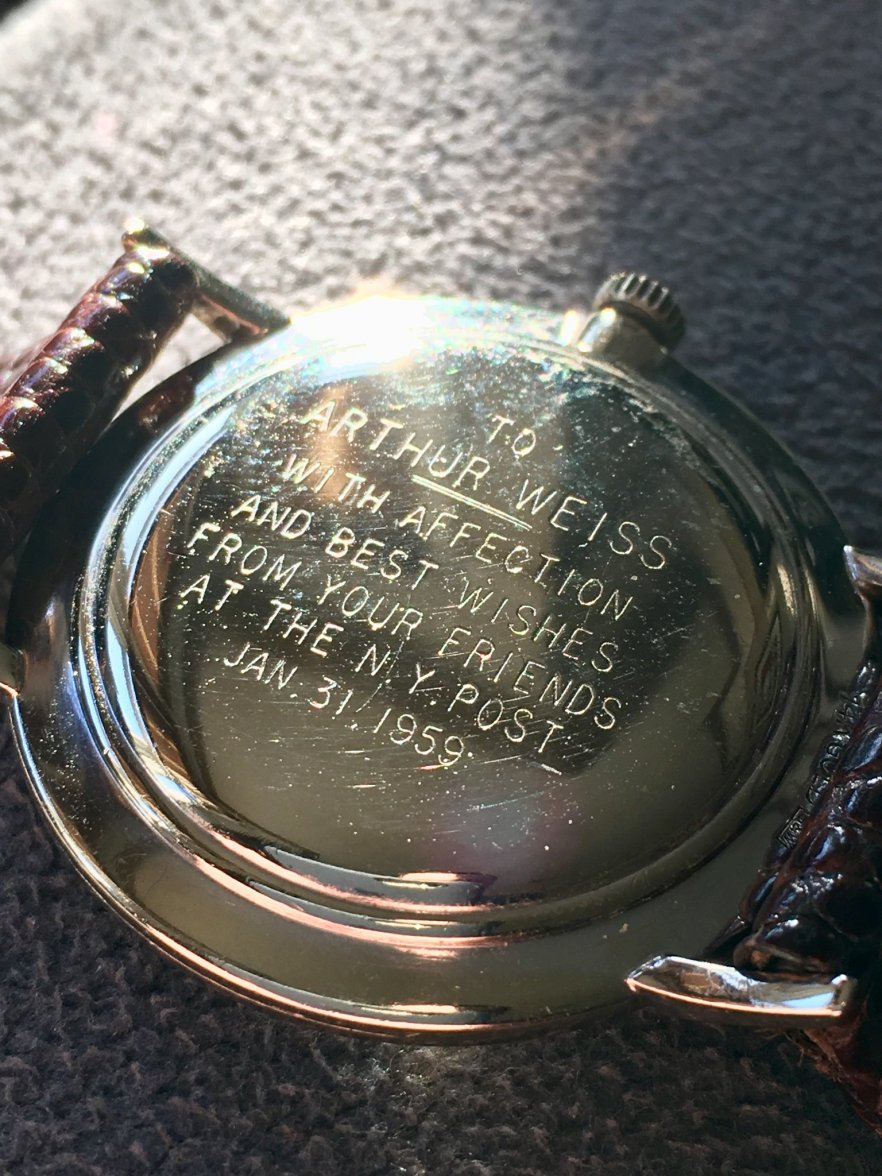 TO
ARTHUR WEISS
WITH AFFECTION
AND BEST WISHES
FROM YOUR FRIENDS
AT THE N.Y. POST
JAN. 31, 1959